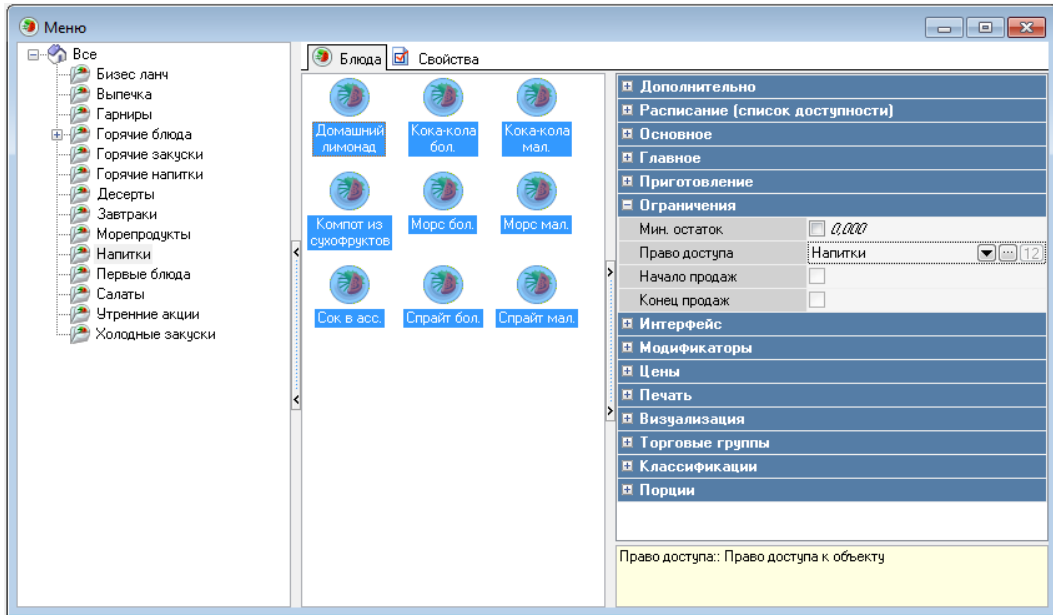 Меню
Все
Бизес ланч
Выпечка
Гарниры
Горячие блюда
Горячие закуски
Горячие напитки
Десерты
Завтраки
Морепродукты
Напитки
Первые блюда
Салаты
Утренние акции
Холодные закуски
Блюда
Свойства
Домашний
лимонад
Кока-кола
бол.
Кока-кола
мал.
Компот из
сухофруктов
Морс бол.
Морс мал.
Сок в асс.
Спрайт бол.
Спрайт мал.
Дополнительно
Расписание (список доступности)
Основное
Главное
Приготовление
Ограничения
Мин. остаток 0,000
Право доступа Напитки 12
Начало продаж
Конец продаж
Интерфейс
Модификаторы
Цены
Печать
Визуализация
Торговые группы
Классификации
Порции
Право доступа:: Право доступа к объекту